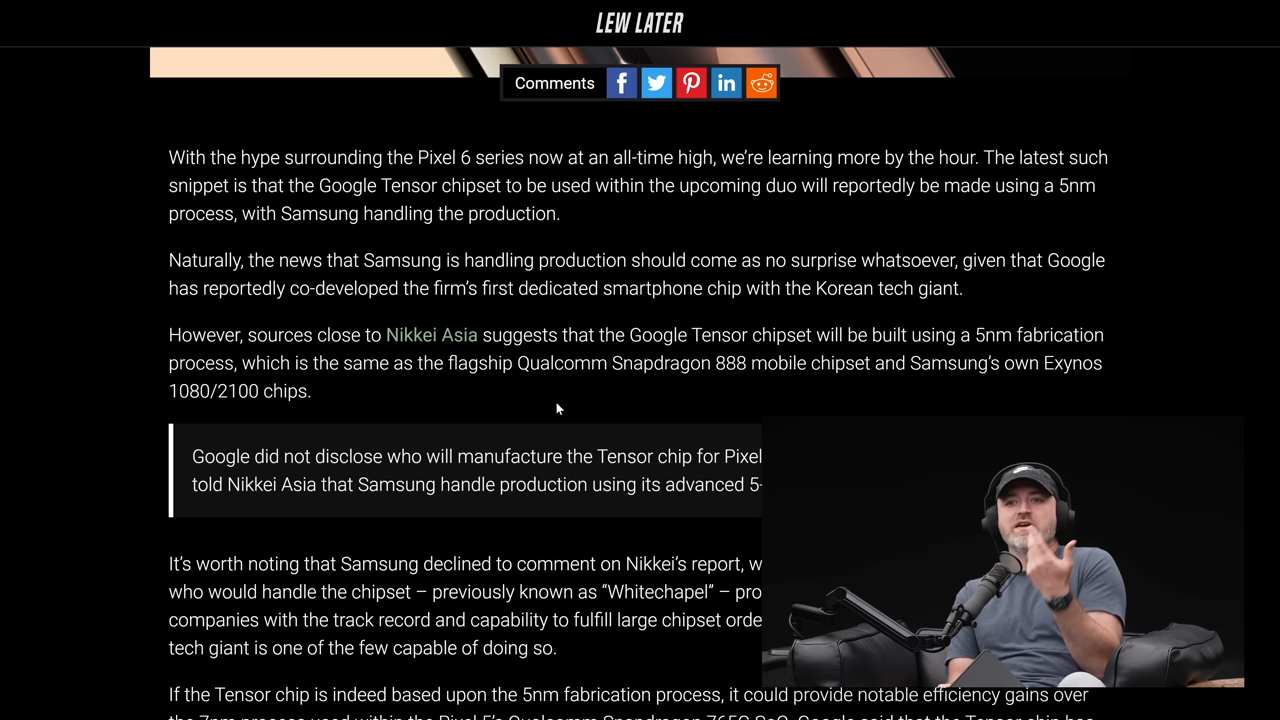 LEW LATER
Comments
With the hype surrounding the Pixel 6 series now at an all-time high, we’re learning more by the hour. The latest such
snippet is that the Google Tensor chipset to be used within the upcoming duo will reportedly be made using a 5nm
process, with Samsung handling the production.
Naturally, the news that Samsung is handling production should come as no surprise whatsoever, given that Google
has reportedly co-developed the firm’s first dedicated smartphone chip with the Korean tech giant.
However, sources close to Nikkei Asia suggests that the Google Tensor chipset will be built using a 5nm fabrication
process, which is the same as the flagship Qualcomm Snapdragon 888 mobile chipset and Samsung’s own Exynos
1080/2100 chips.
Google did not disclose who will manufacture the Tensor chip for Pixel
told Nikkei Asia that Samsung handle production using its advanced 5-
It’s worth noting that Samsung declined to comment on Nikkei’s report, w
who would handle the chipset – previously known as “Whitechapel” – pro
companies with the track record and capability to fulfill large chipset orde
tech giant is one of the few capable of doing so.
If the Tensor chip is indeed based upon the 5nm fabrication process, it could provide notable efficiency gains over